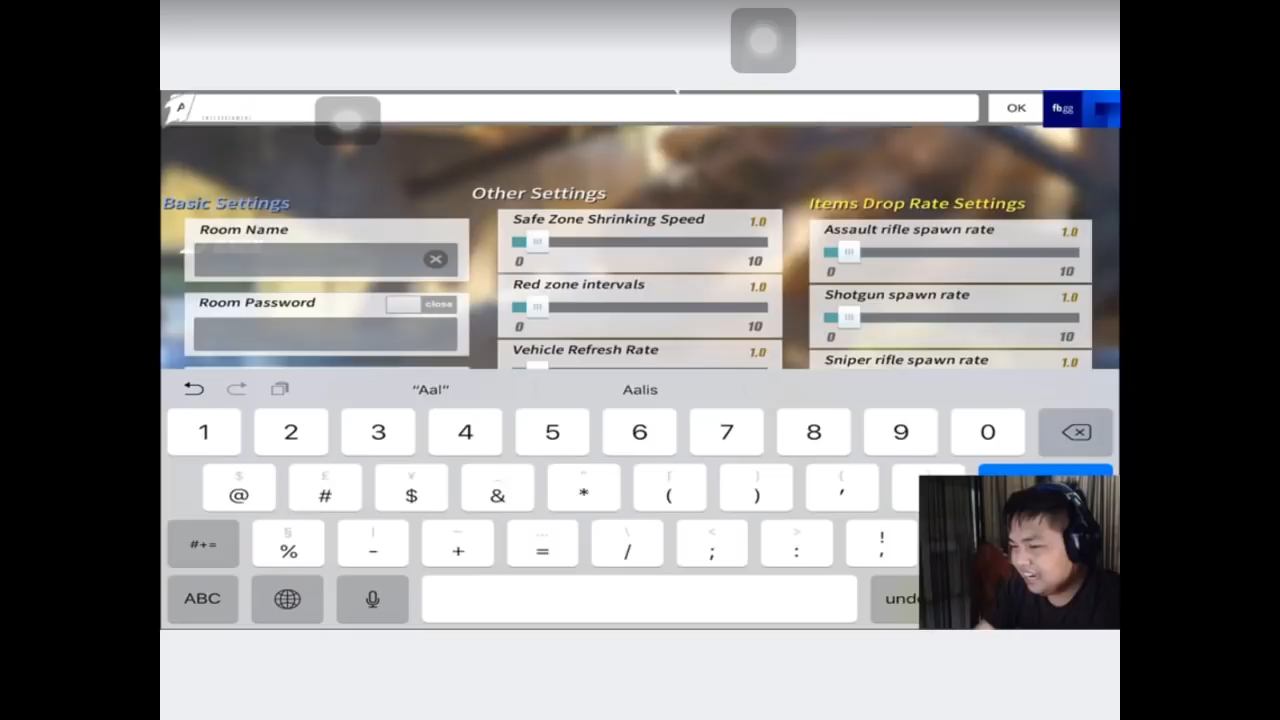 OK
fb.gg
Basic Settings
Room Name
Room Password
close
Other Settings
Safe Zone Shrinking Speed 1.0
0 10
Red zone intervals 1.0
0 10
Vehicle Refresh Rate 1.0
Items Drop Rate Settings
Assault rifle spawn rate 1.0
0 10
Shotgun spawn rate 1.0
0 10
Sniper rifle spawn rate 1.0
“Aal” Aalis
1 2 3 4 5 6 7 8 9 0
@ # $ & * ( ) '
#+= % - + = / ; : ! ,
ABC